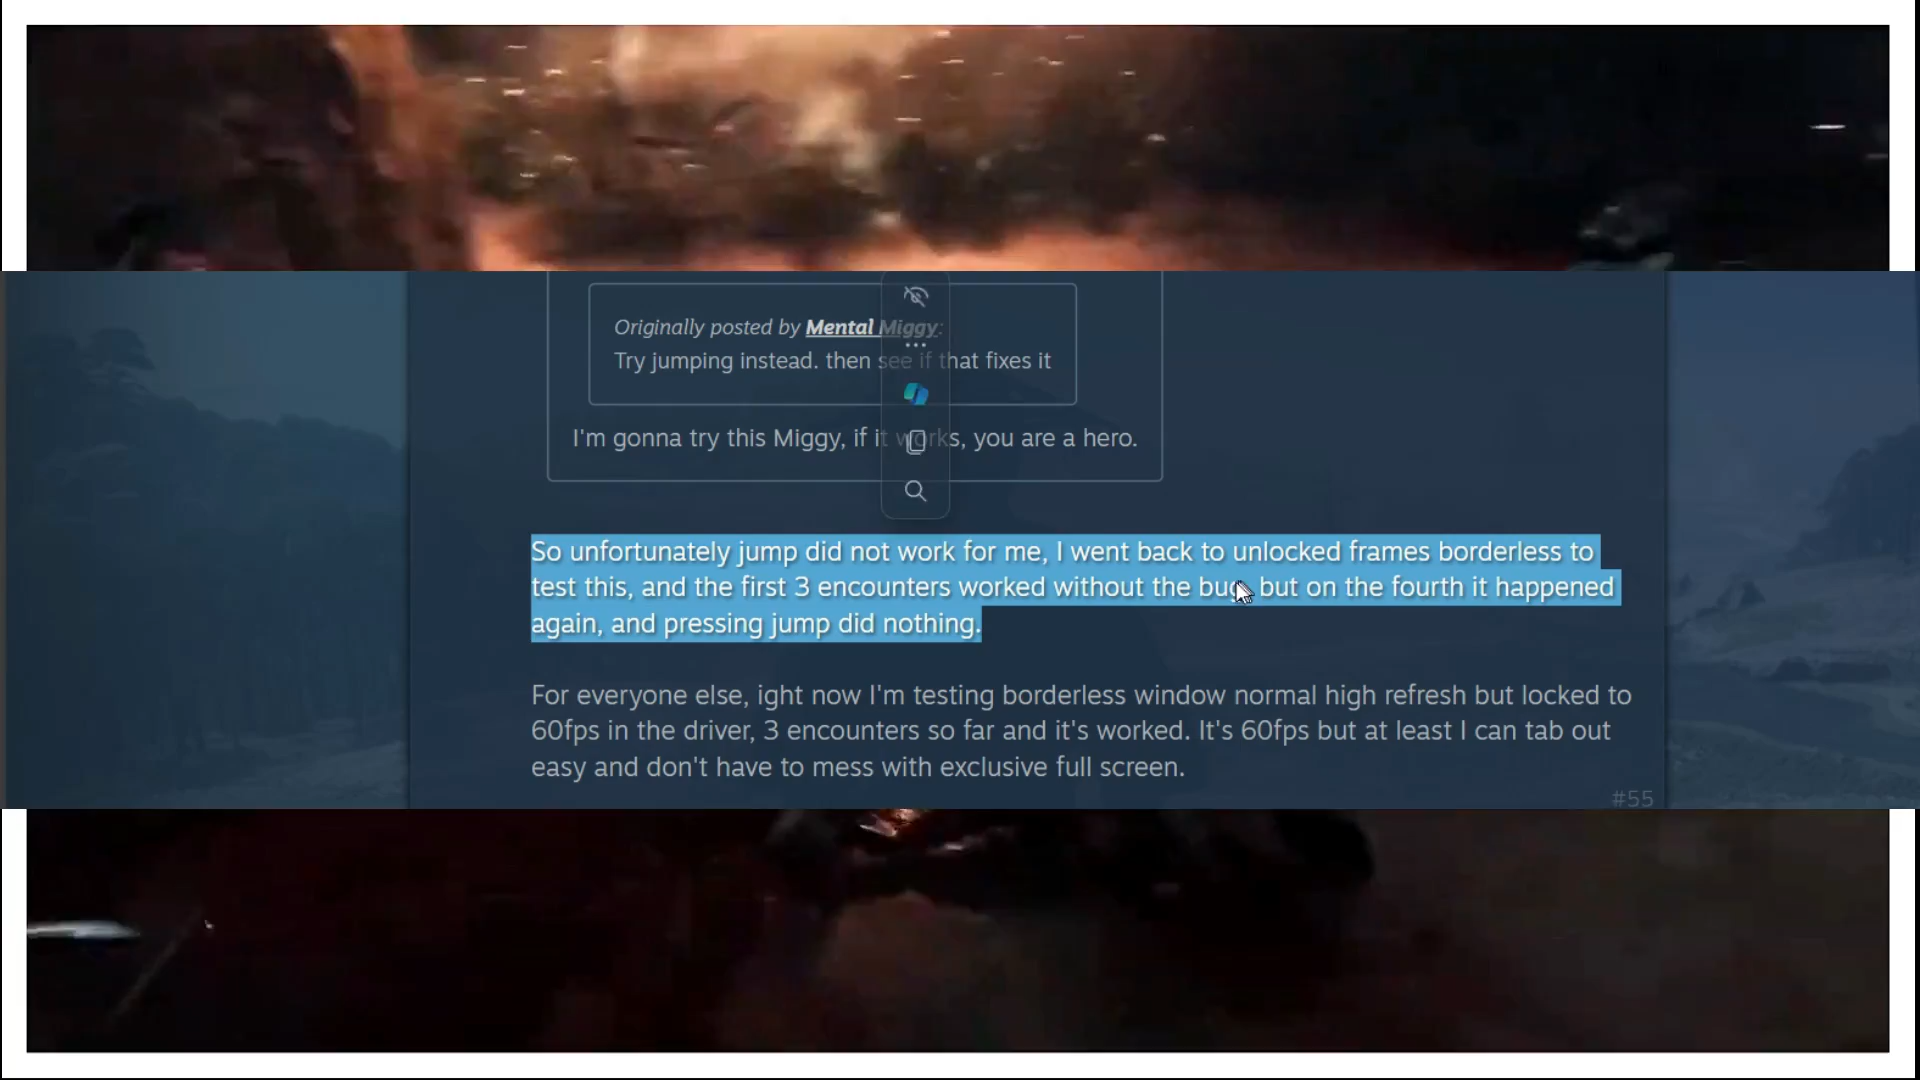 Originally posted by Mental Miggy:
Try jumping instead. then see if that fixes it
I'm gonna try this Miggy, if it works, you are a hero.
So unfortunately jump did not work for me, I went back to unlocked frames borderless to
test this, and the first 3 encounters worked without the bug but on the fourth it happened
again, and pressing jump did nothing.
For everyone else, ight now I'm testing borderless window normal high refresh but locked to
60fps in the driver, 3 encounters so far and it's worked. It's 60fps but at least I can tab out
easy and don't have to mess with exclusive full screen.
#55